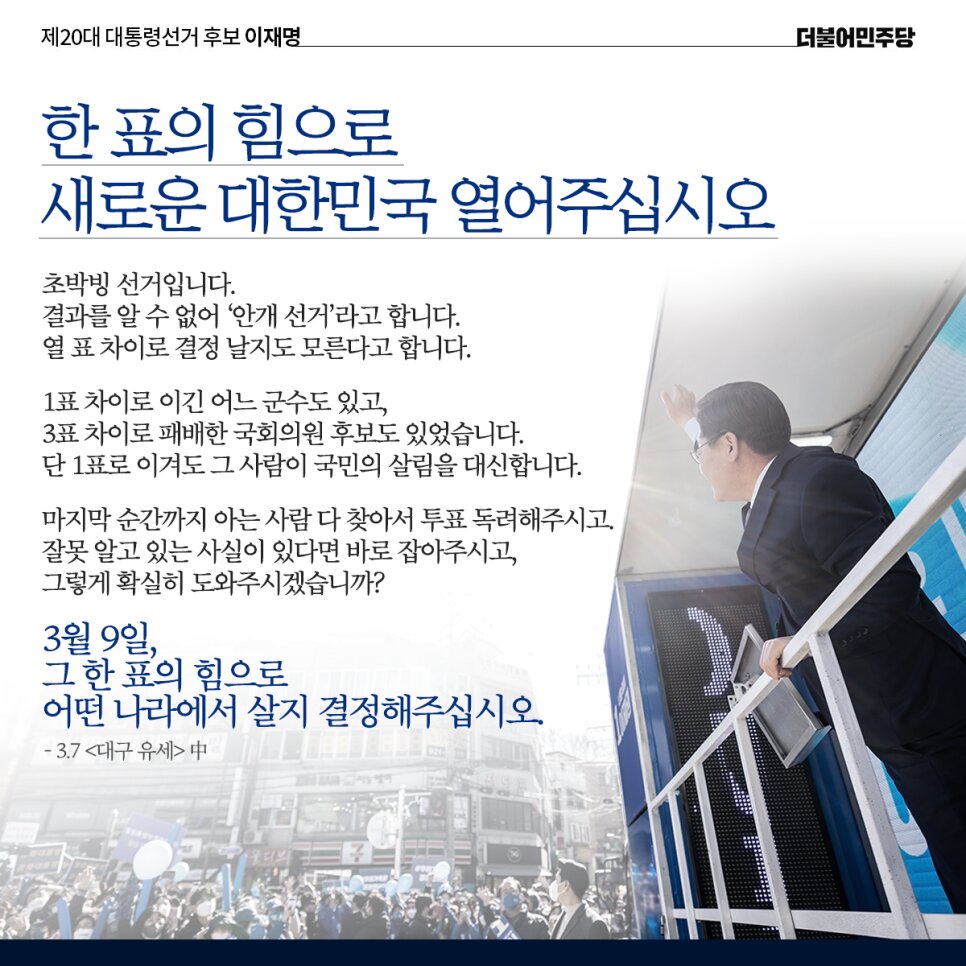 제20대 대통령선거 후보 이재명
더불어민주당
한 표의 힘으로
새로운 대한민국 열어주십시오
초박빙 선거입니다.
결과를 알 수 없어 ‘안개 선거’라고 합니다.
열 표 차이로 결정 날지도 모른다고 합니다.
1표 차이로 이긴 어느 군수도 있고,
3표 차이로 패배한 국회의원 후보도 있었습니다.
단 1표로 이겨도 그 사람이 국민의 살림을 대신합니다.
마지막 순간까지 아는 사람 다 찾아서 투표 독려해주시고.
잘못 알고 있는 사실이 있다면 바로 잡아주시고,
그렇게 확실히 도와주시겠습니까?
3월 9일,
그 한 표의 힘으로
어떤 나라에서 살지 결정해주십시오.
- 3.7 <대구 유세> 中